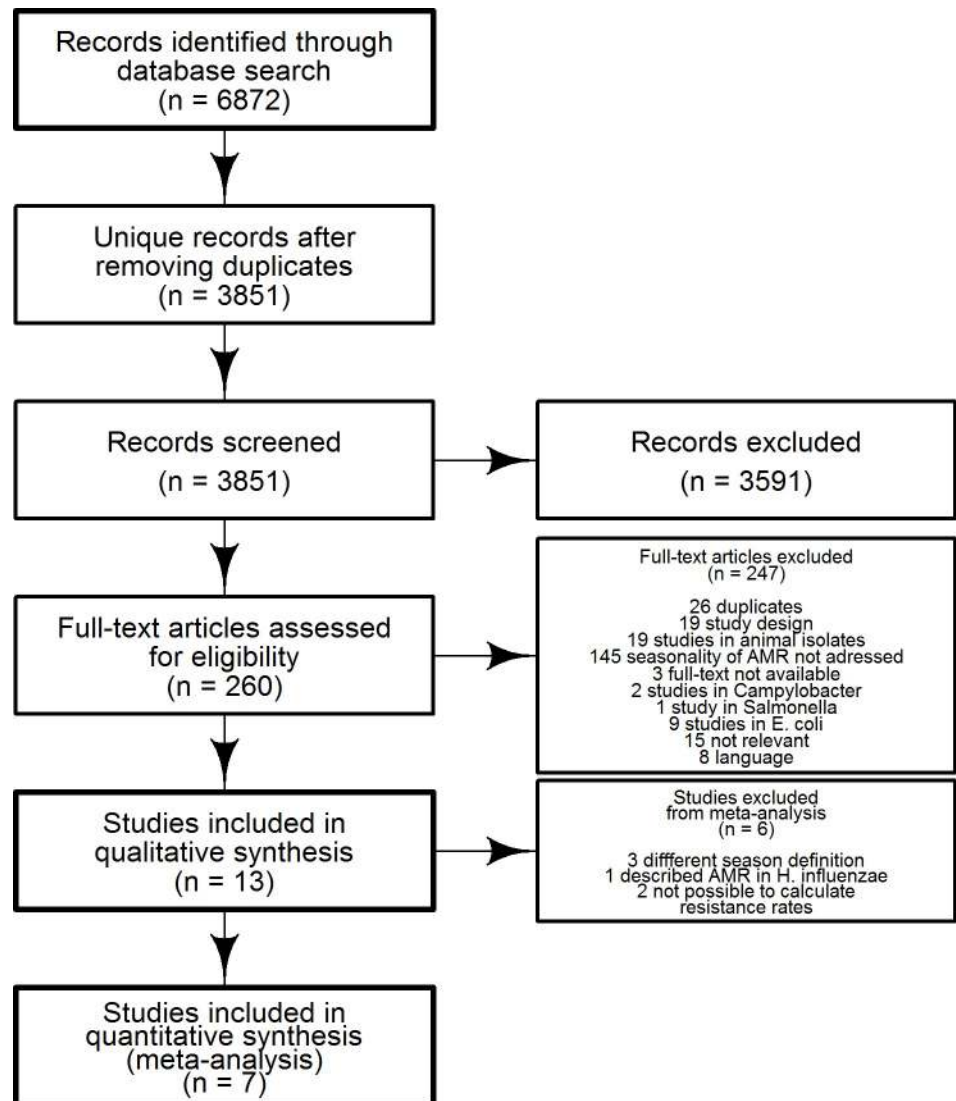 Records identified through
database search
(n = 6872)
Unique records after
removing duplicates
(n = 3851)
Records screened
(n = 3851)
Records excluded
(n = 3591)
Full-text articles assessed
for eligibility
(n = 260)
Full-text articles excluded
(n = 247)
26 duplicates
19 study design
19 studies in animal isolates
145 seasonality of AMR not adressed
3 full-text not available
2 studies in Campylobacter
1 study in Salmonella
9 studies in E. coli
15 not relevant
8 language
Studies included in
qualitative synthesis
(n = 13)
Studies excluded
from meta-analysis
(n = 6)
3 diffferent season definition
1 described AMR in H. influenzae
2 not possible to calculate
resistance rates
Studies included in
quantitative synthesis
(meta-analysis)
(n = 7)